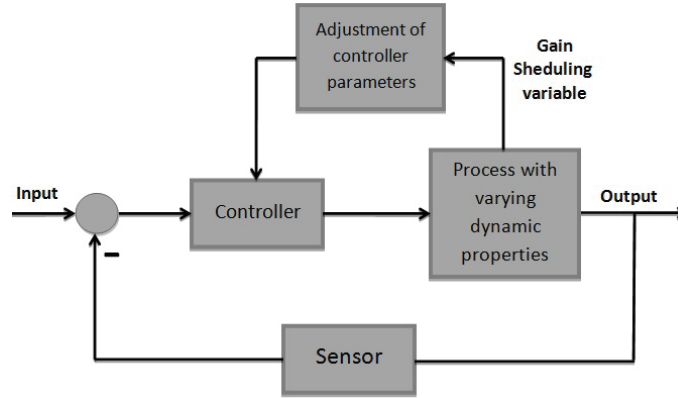 Adjustment of
controller
parameters
Gain
Sheduling
variable
Input
Controller
Process with
varying
dynamic
properties
Output
–
Sensor